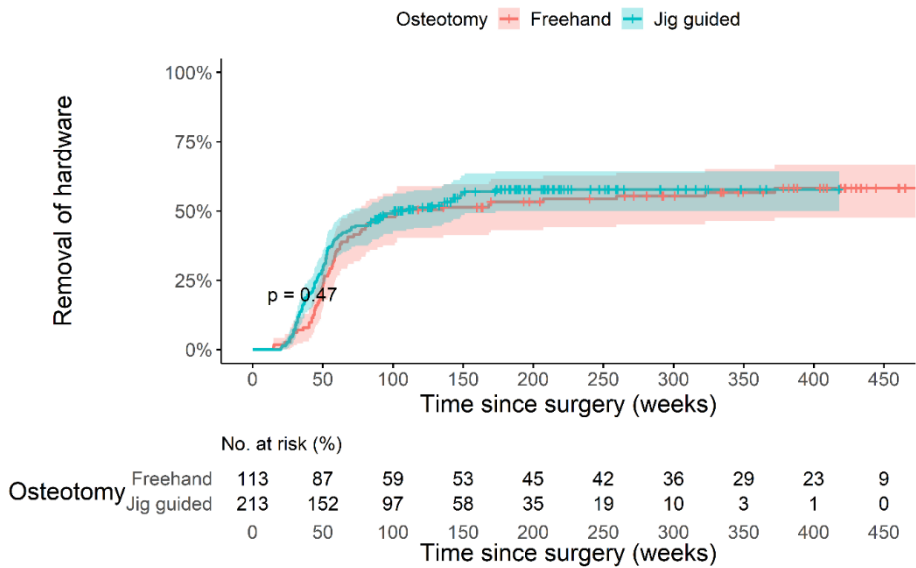 Osteotomy Freehand Jig guided
Removal of hardware
100%
75%
50%
25%
0%
p = 0.47
0 50 100 150 200 250 300 350 400 450
Time since surgery (weeks)
No. at risk (%)
Osteotomy
Freehand 113 87 59 53 45 42 36 29 23 9
Jig guided 213 152 97 58 35 19 10 3 1 0
0 50 100 150 200 250 300 350 400 450
Time since surgery (weeks)